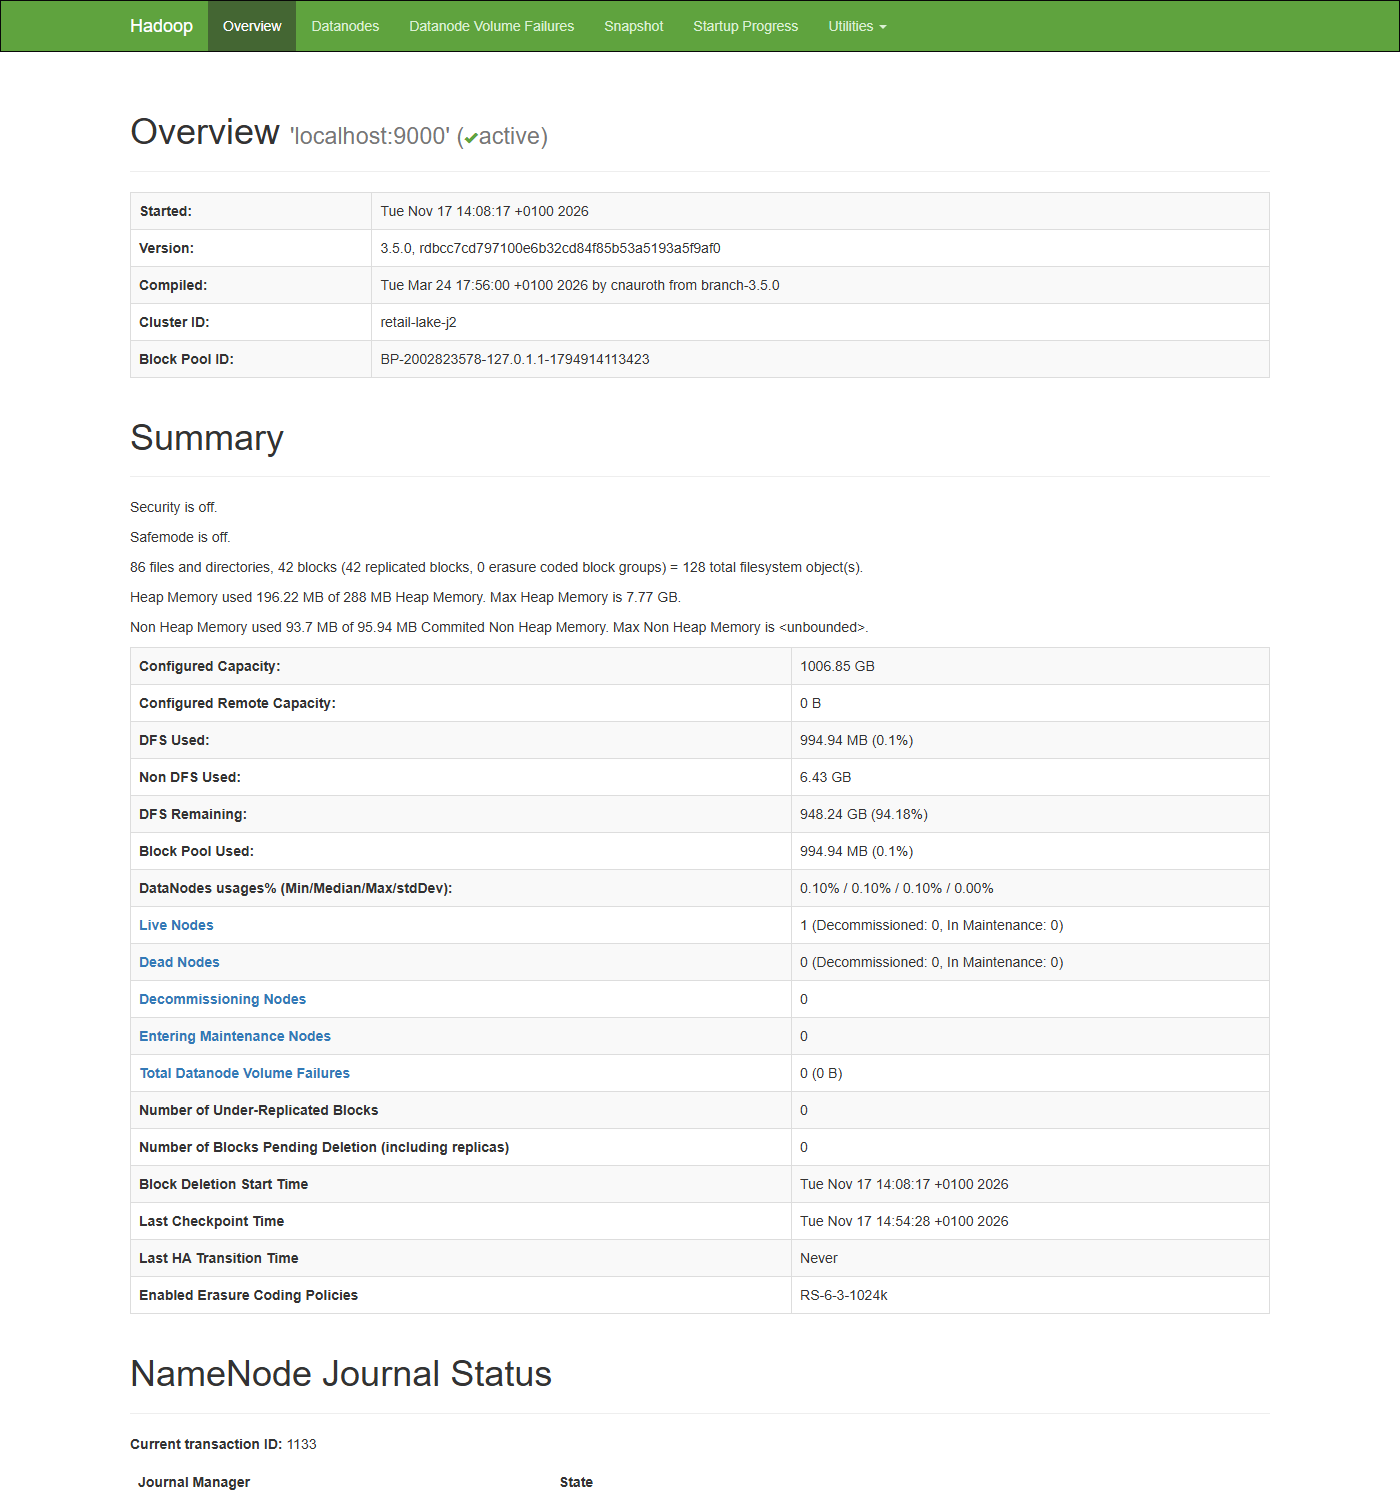 Hadoop Overview Datanodes Datanode Volume Failures Snapshot Startup Progress Utilities
Overview 'localhost:9000' (✔active)
Started: Tue Nov 17 14:08:17 +0100 2026
Version: 3.5.0, rdbcc7cd797100e6b32cd84f85b53a5193a5f9af0
Compiled: Tue Mar 24 17:56:00 +0100 2026 by cnauroth from branch-3.5.0
Cluster ID: retail-lake-j2
Block Pool ID: BP-2002823578-127.0.1.1-1794914113423
Summary
Security is off.
Safemode is off.
86 files and directories, 42 blocks (42 replicated blocks, 0 erasure coded block groups) = 128 total filesystem object(s).
Heap Memory used 196.22 MB of 288 MB Heap Memory. Max Heap Memory is 7.77 GB.
Non Heap Memory used 93.7 MB of 95.94 MB Commited Non Heap Memory. Max Non Heap Memory is <unbounded>.
Configured Capacity: 1006.85 GB
Configured Remote Capacity: 0 B
DFS Used: 994.94 MB (0.1%)
Non DFS Used: 6.43 GB
DFS Remaining: 948.24 GB (94.18%)
Block Pool Used: 994.94 MB (0.1%)
DataNodes usages% (Min/Median/Max/stdDev): 0.10% / 0.10% / 0.10% / 0.00%
Live Nodes 1 (Decommissioned: 0, In Maintenance: 0)
Dead Nodes 0 (Decommissioned: 0, In Maintenance: 0)
Decommissioning Nodes 0
Entering Maintenance Nodes 0
Total Datanode Volume Failures 0 (0 B)
Number of Under-Replicated Blocks 0
Number of Blocks Pending Deletion (including replicas) 0
Block Deletion Start Time Tue Nov 17 14:08:17 +0100 2026
Last Checkpoint Time Tue Nov 17 14:54:28 +0100 2026
Last HA Transition Time Never
Enabled Erasure Coding Policies RS-6-3-1024k
NameNode Journal Status
Current transaction ID: 1133
Journal Manager State